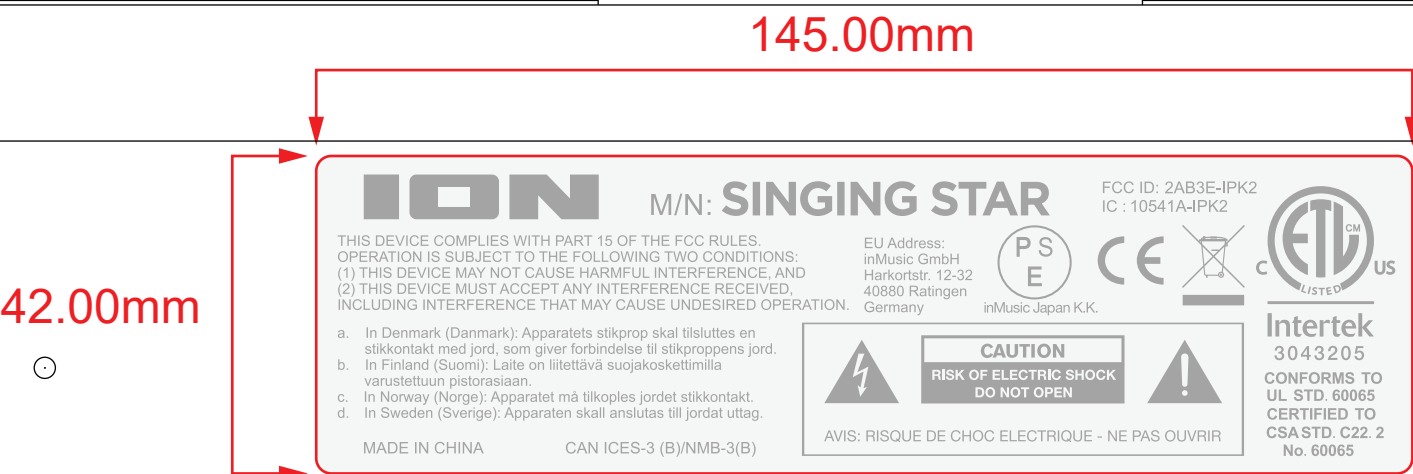 145.00mm
42.00mm
ION
M/N: SINGING STAR
FCC ID: 2AB3E-IPK2
IC : 10541A-IPK2
THIS DEVICE COMPLIES WITH PART 15 OF THE FCC RULES.
OPERATION IS SUBJECT TO THE FOLLOWING TWO CONDITIONS:
(1) THIS DEVICE MAY NOT CAUSE HARMFUL INTERFERENCE, AND
(2) THIS DEVICE MUST ACCEPT ANY INTERFERENCE RECEIVED,
INCLUDING INTERFERENCE THAT MAY CAUSE UNDESIRED OPERATION.
EU Address:
inMusic GmbH
Harkortstr. 12-32
40880 Ratingen
Germany
P S
E
inMusic Japan K.K.
CE
ETL
CM
C
US
LISTED
Intertek
3043205
CONFORMS TO
UL STD. 60065
CERTIFIED TO
CSA STD. C22. 2
No. 60065
a. In Denmark (Danmark): Apparatets stikprop skal tilsluttes en
stikkontakt med jord, som giver forbindelse til stikproppens jord.
b. In Finland (Suomi): Laite on liitettävä suojakoskettimilla
varustettuun pistorasiaan.
c. In Norway (Norge): Apparatet må tilkoples jordet stikkontakt.
d. In Sweden (Sverige): Apparaten skall anslutas till jordat uttag.
MADE IN CHINA
CAN ICES-3 (B)/NMB-3(B)
CAUTION
RISK OF ELECTRIC SHOCK
DO NOT OPEN
AVIS: RISQUE DE CHOC ELECTRIQUE - NE PAS OUVRIR